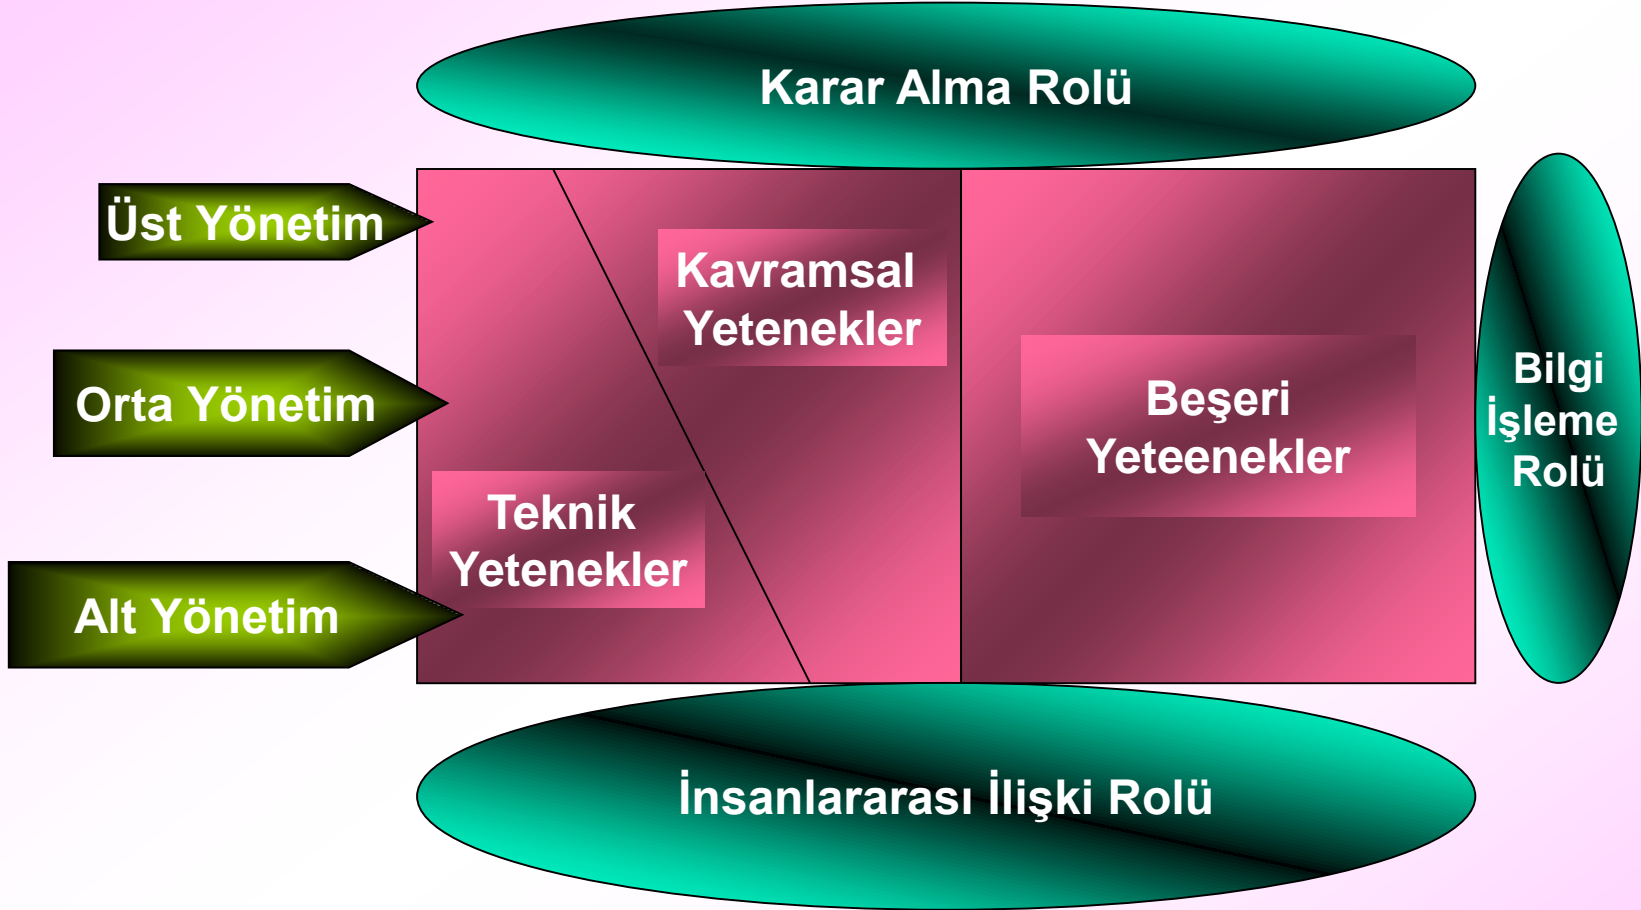 Karar Alma Rolü
Üst Yönetim
Kavramsal
Yetenekler
Orta Yönetim
Beşeri
Yeteenekler
Bilgi
İşleme
Rolü
Teknik
Yetenekler
Alt Yönetim
İnsanlararası İlişki Rolü